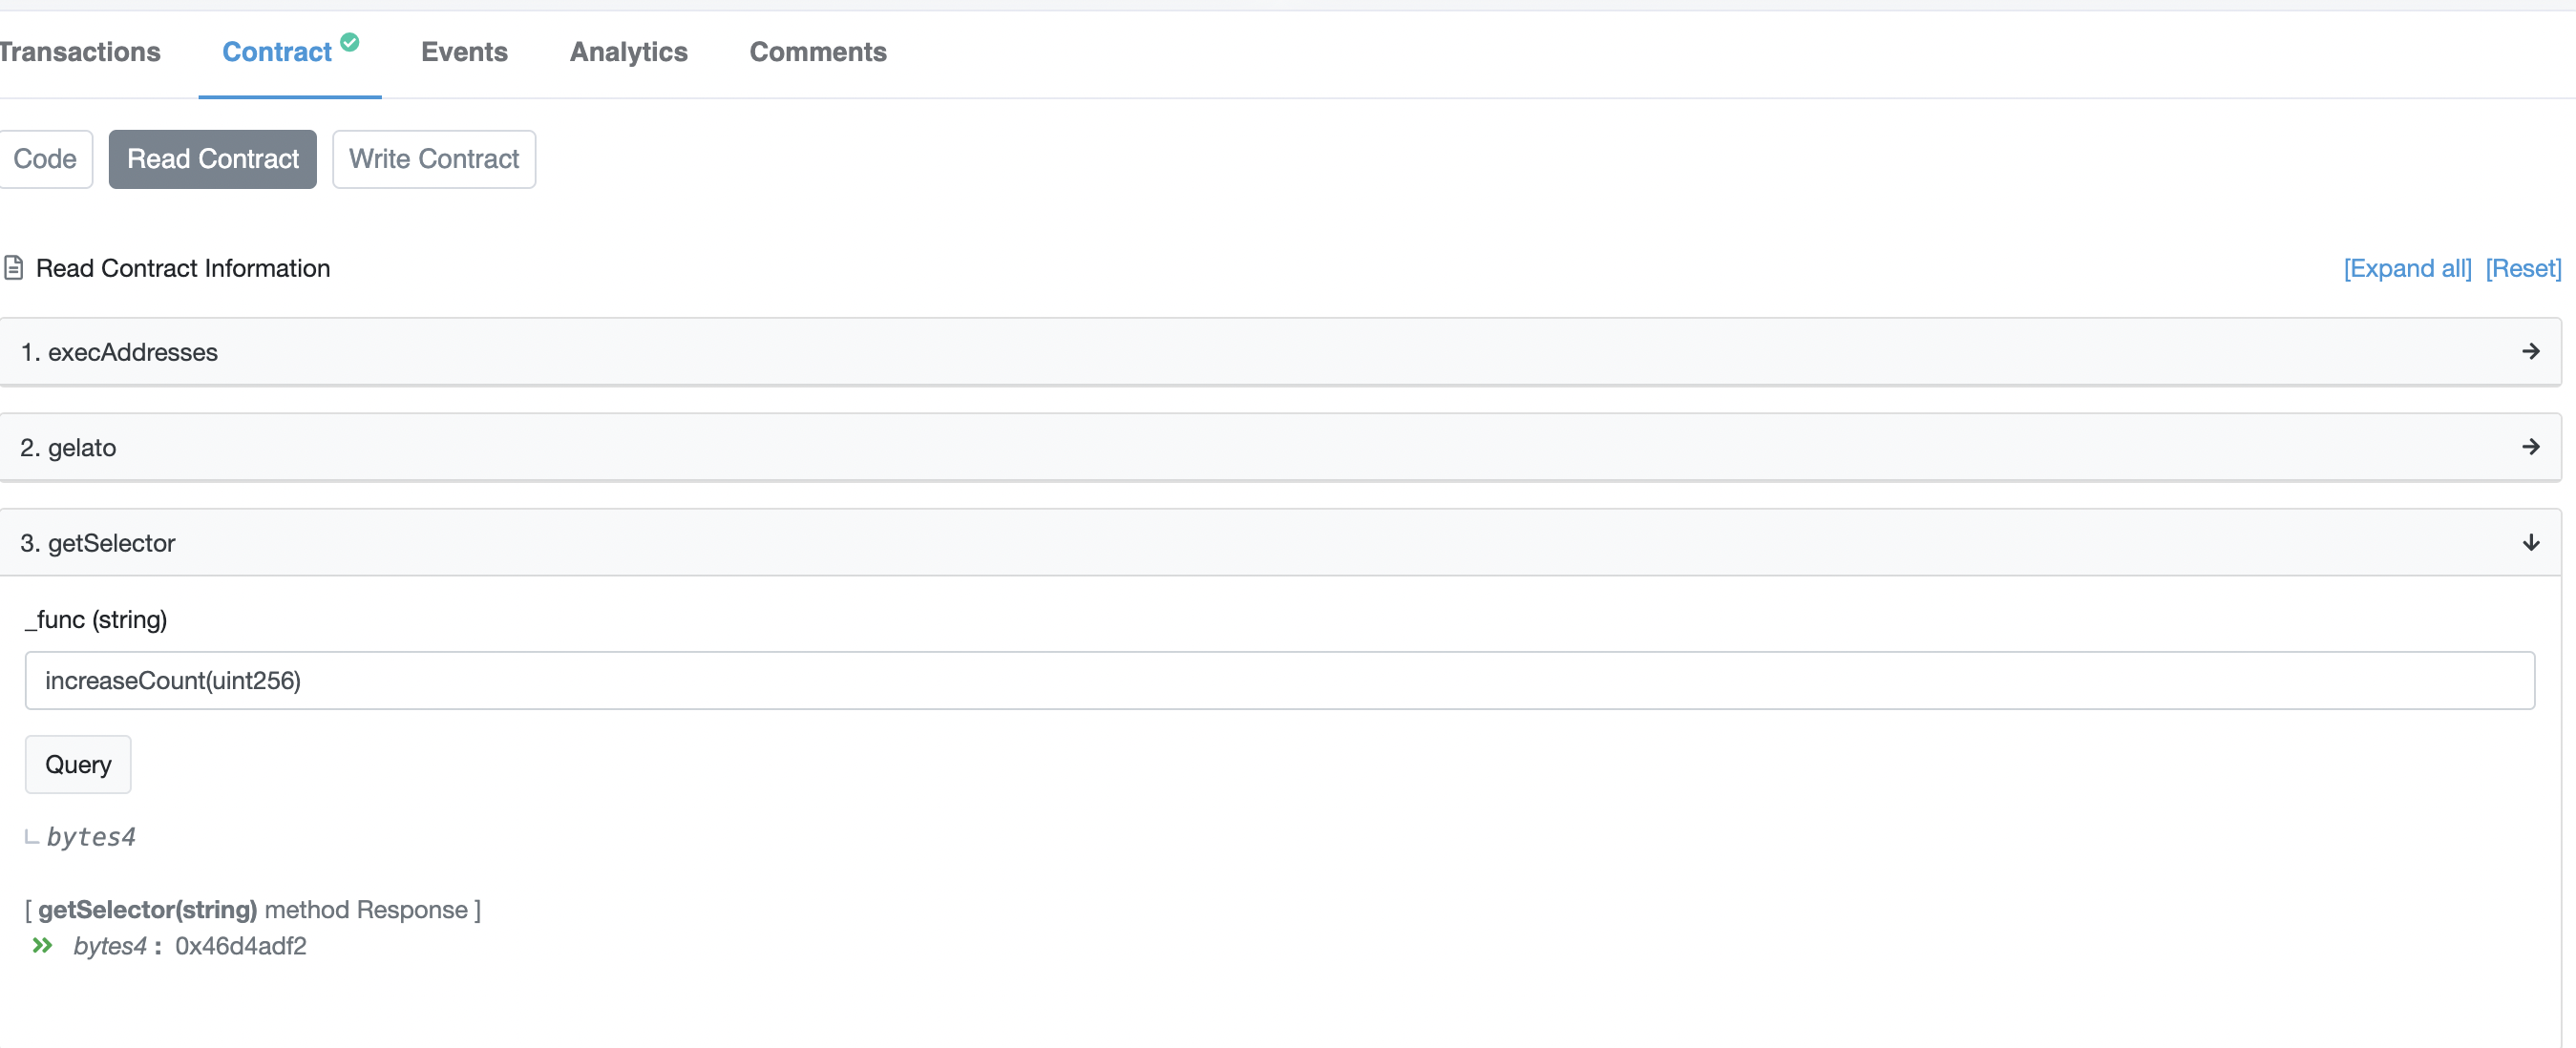 Transactions Contract Events Analytics Comments
Code Read Contract Write Contract
Read Contract Information [Expand all] [Reset]
1. execAddresses
2. gelato
3. getSelector
_func (string)
increaseCount(uint256)
Query
bytes4
[ getSelector(string) method Response ]
bytes4 : 0x46d4adf2